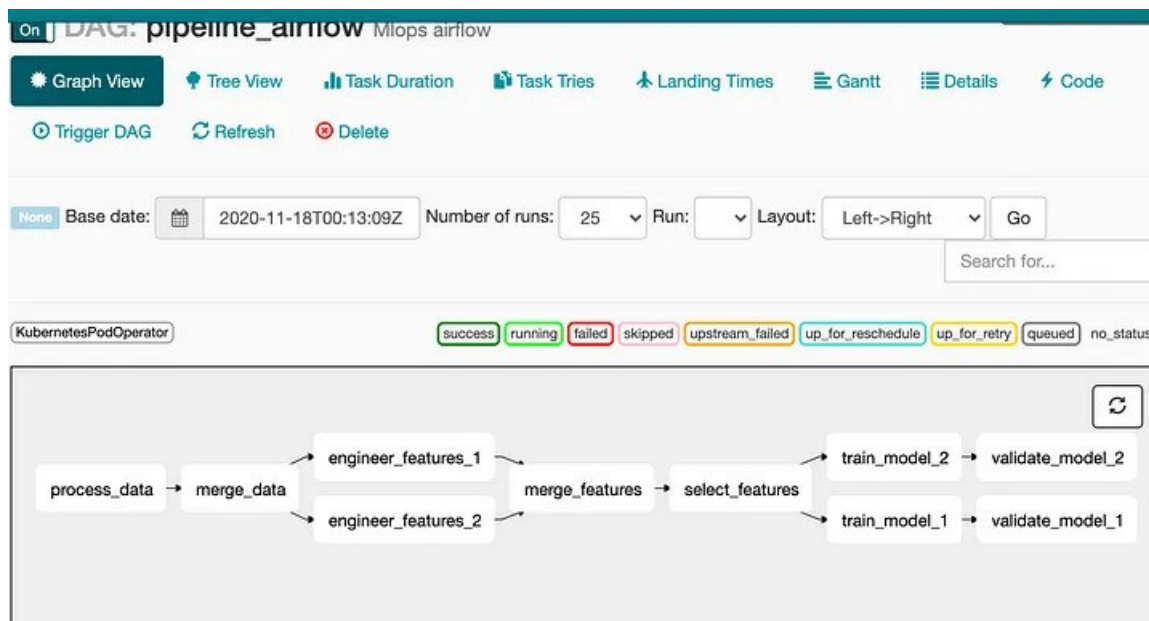 On DAG: pipeline_airflow Mlops airflow
Graph View Tree View Task Duration Task Tries Landing Times Gantt Details Code
Trigger DAG Refresh Delete
None Base date: 2020-11-18T00:13:09Z Number of runs: 25 Run: Layout: Left->Right Go
Search for...
KubernetesPodOperator success running failed skipped upstream_failed up_for_reschedule up_for_retry queued no_status
engineer_features_1 train_model_2 validate_model_2
process_data merge_data merge_features select_features
engineer_features_2 train_model_1 validate_model_1